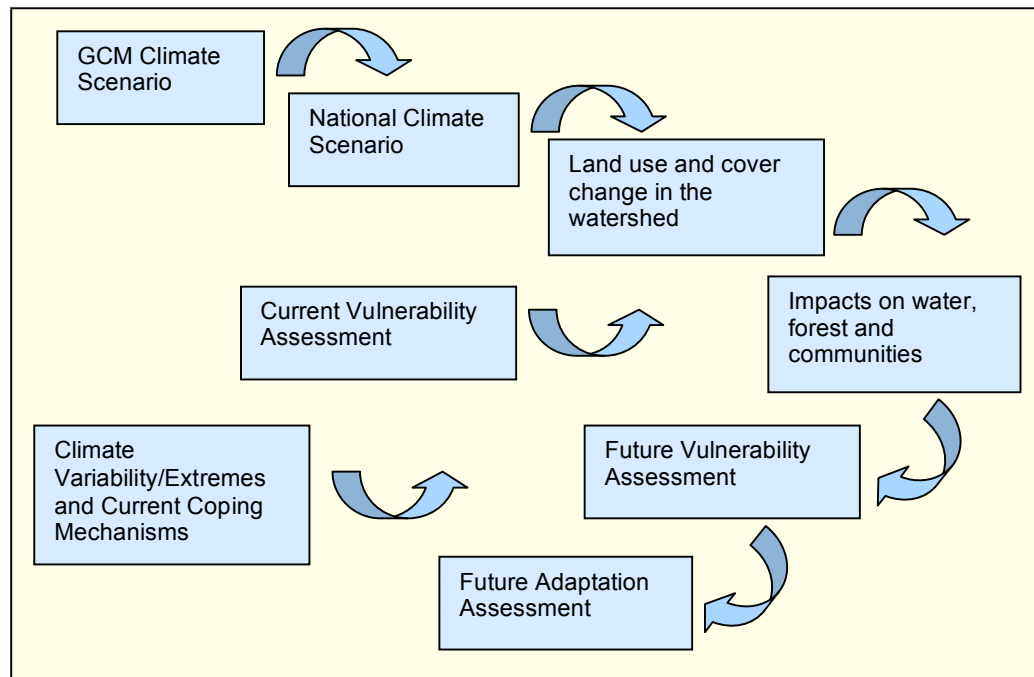 GCM Climate
Scenario
National Climate
Scenario
Land use and cover
change in the
watershed
Current Vulnerability
Assessment
Impacts on water,
forest and
communities
Climate
Variability/Extremes
and Current Coping
Mechanisms
Future Vulnerability
Assessment
Future Adaptation
Assessment